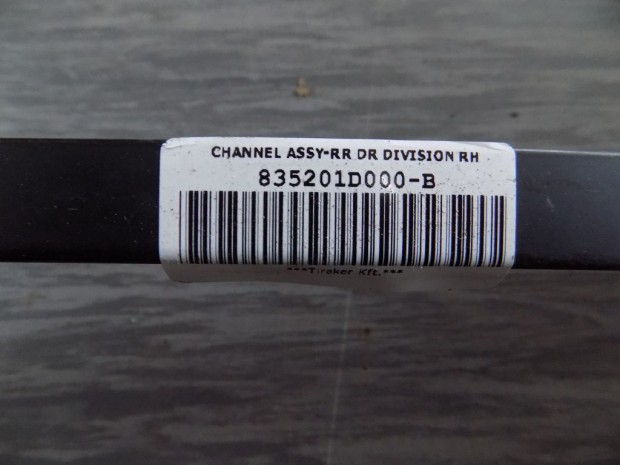 CHANNEL ASSY-RR DR DIVISION RH
835201D000-B
***Tiraker Kft.***